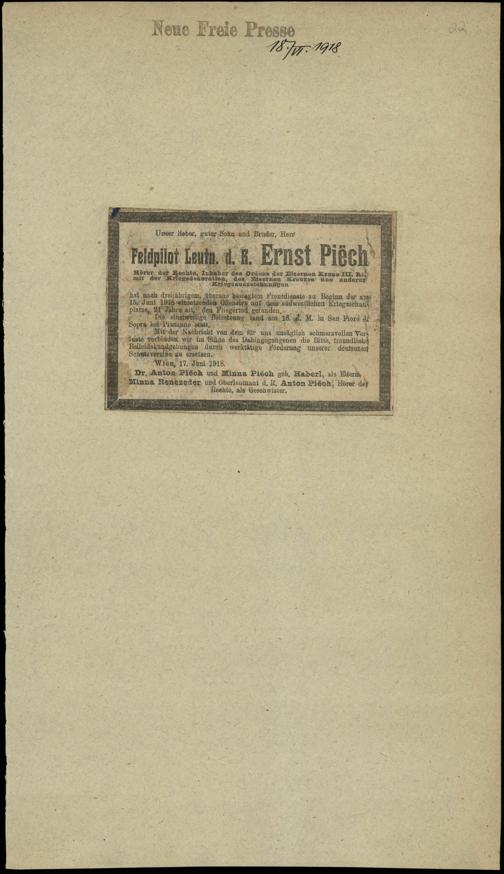 Neue Freie Presse
22
18./VI. 1918
Unser lieber, guter Sohn und Bruder, Herr
Feldpilot Leutn. d. R. Ernst Piëch
Hörer der Rechte, Inhaber des Ordens der Eisernen Krone III. Kl.
mit der Kriegsdekoration, des Eisernen Kreuzes und anderer
Kriegsauszeichnungen
hat nach dreijährigem, überaus bewegtem Frontdienste zu Beginn der am
15. Juni 1918 einsetzenden Offensive auf dem südwestlichen Kriegsschau-
platze, 21 Jahre alt, den Fliegertod gefunden.
Die einstweilige Beisetzung fand am 16. d. M. in San Fioré di
Sopra bei statt.
Mit der Nachricht von dem für uns unsäglich schmerzvollen Ver-
luste verbinden wir im Sinne des Dahingegangenen die Bitte, freundliche
Beileidskundgebungen durch werktätige Förderung unserer deutschen
Schutzvereine zu ersetzen.
Wien, 17. Juni 1918.
Dr. Anton Piëch und Minna Piëch geb. Haberl, als Eltern.
Minna Renezeder und Oberleutnant d. R. Anton Piëch, Hörer der
Rechte, als Geschwister.